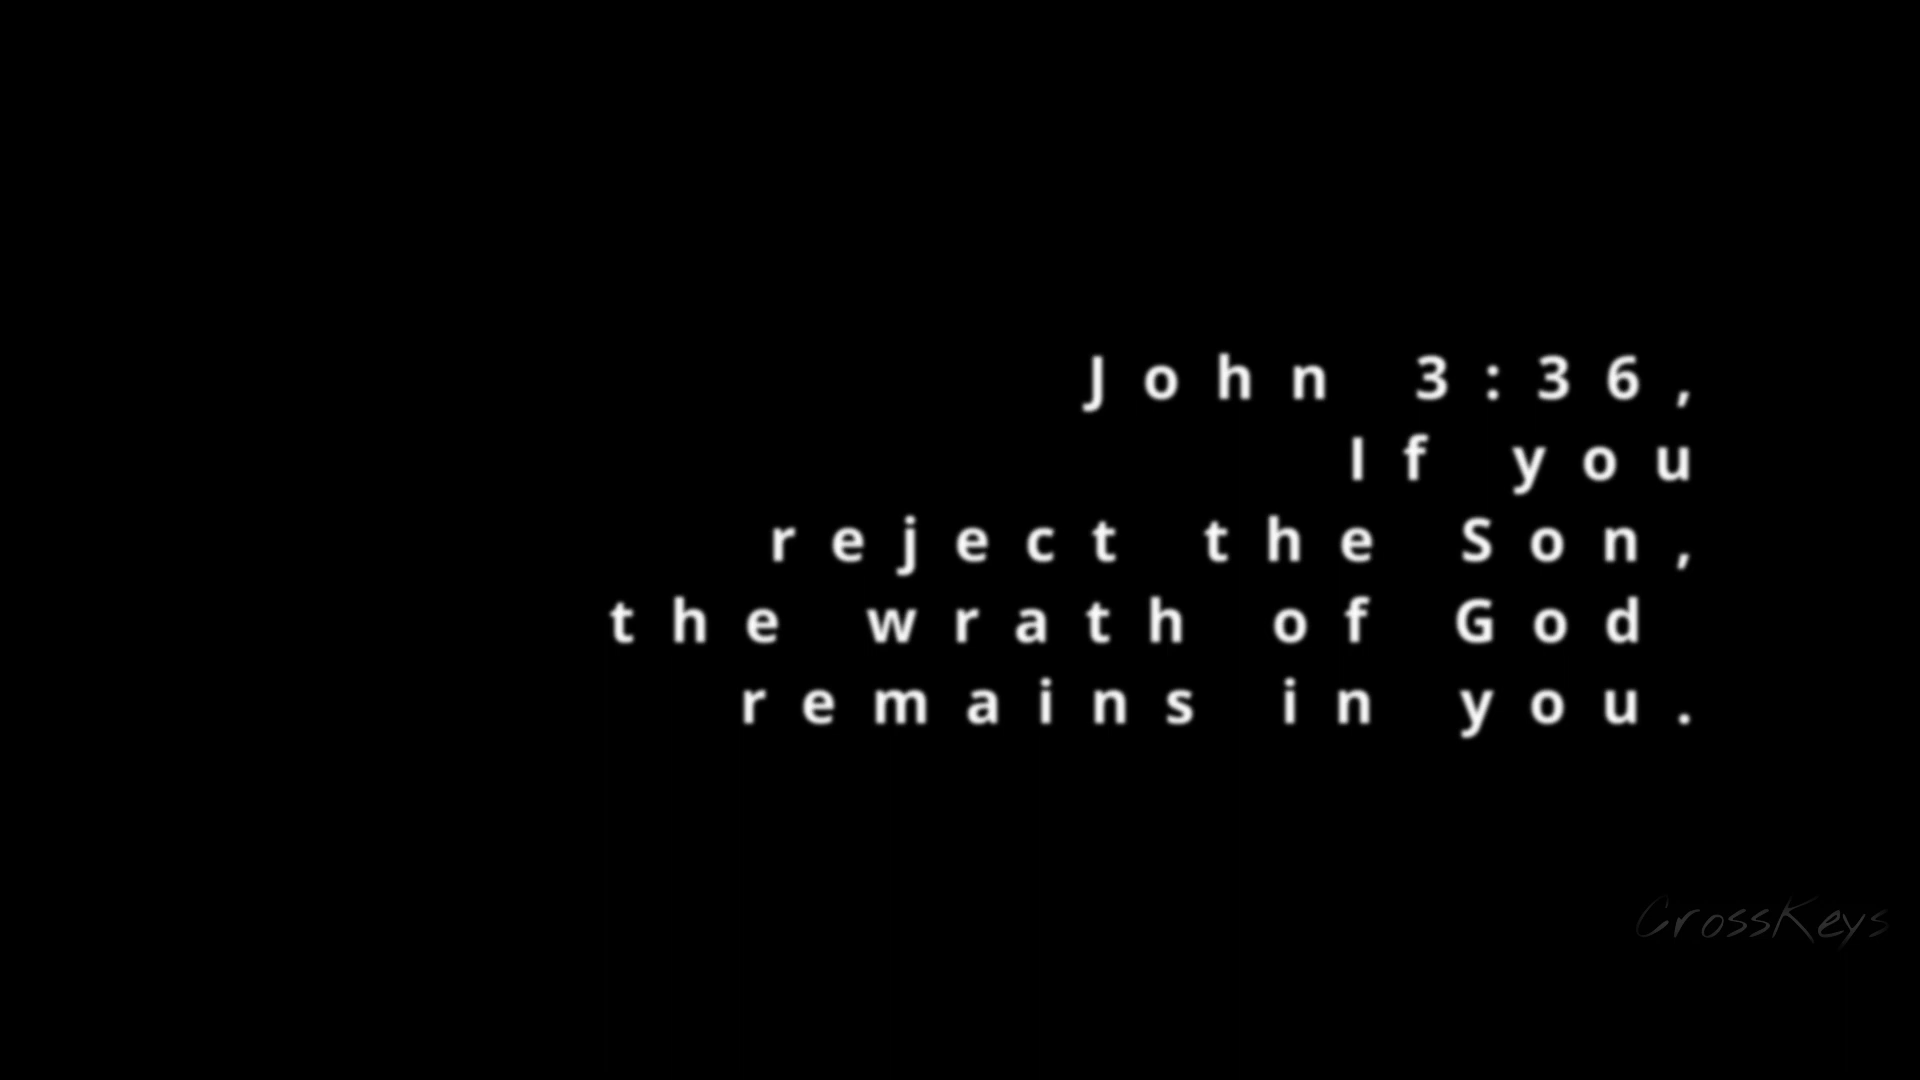 John 3:36,
If you
reject the Son,
the wrath of God
remains in you.
CrossKeys